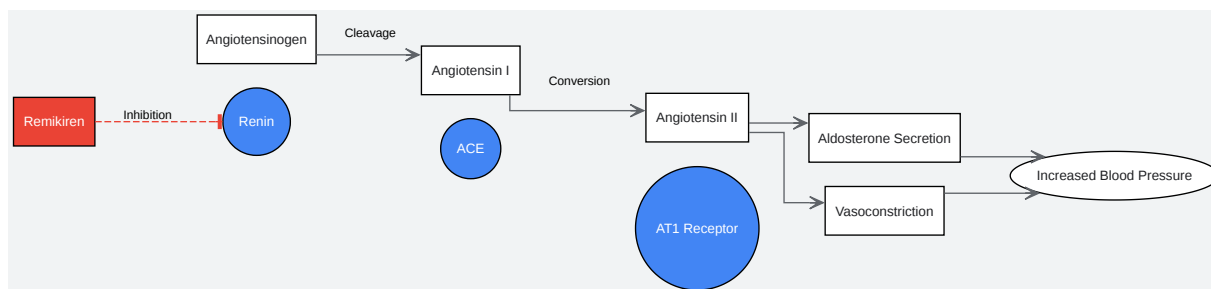 Angiotensinogen
Cleavage
Angiotensin I
Conversion
Remikiren
Inhibition
Renin
Angiotensin II
ACE
Aldosterone Secretion
Increased Blood Pressure
Vasoconstriction
AT1 Receptor